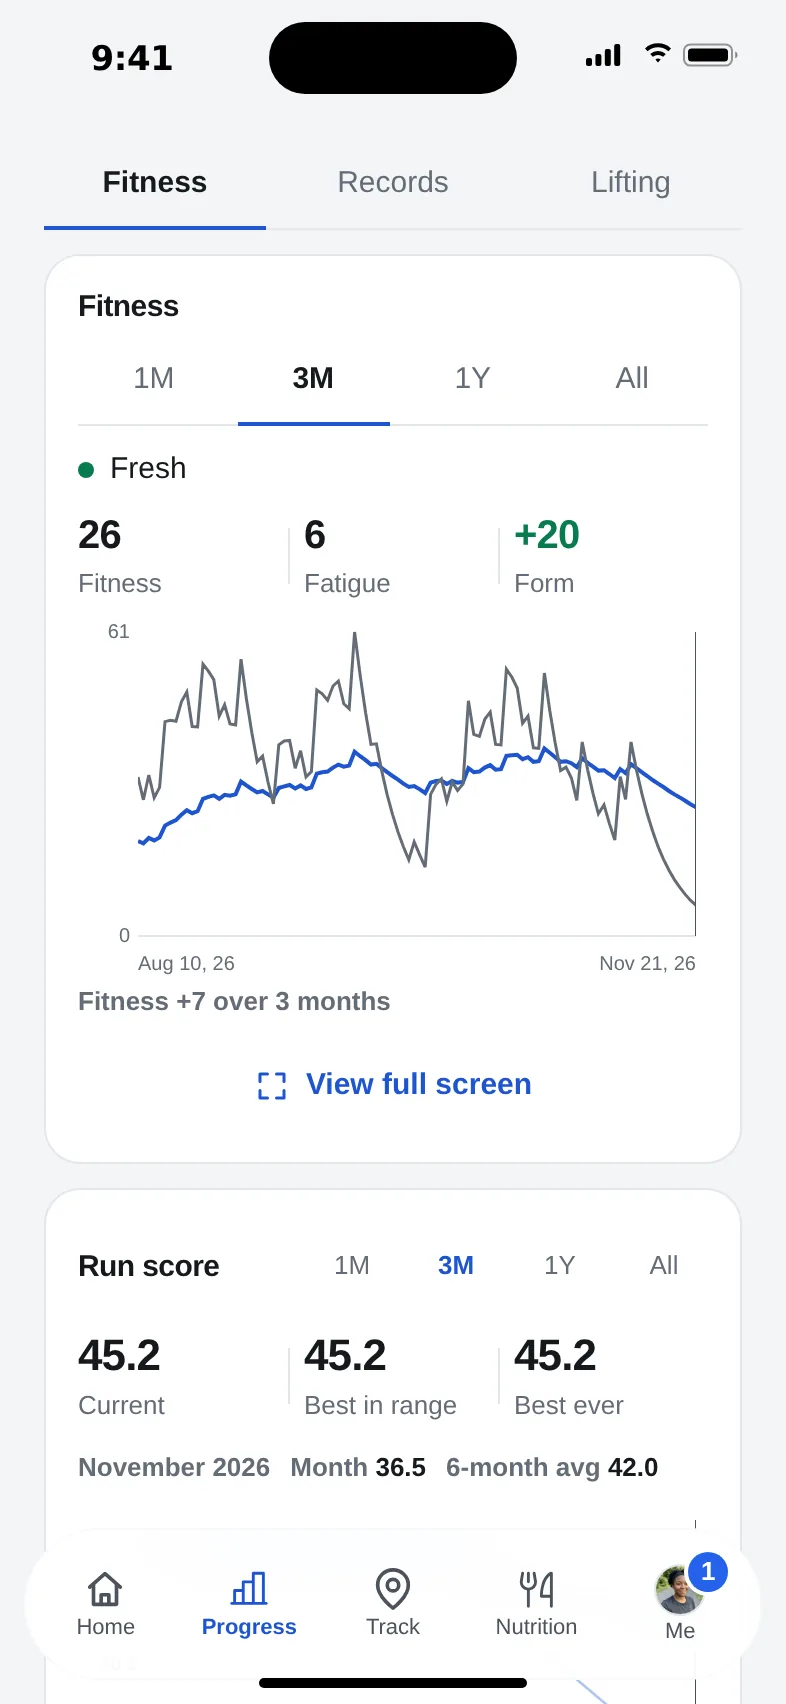 9:41
Fitness Records Lifting
Fitness
1M 3M 1Y All
Fresh
26 6 +20
Fitness Fatigue Form
61
0
Aug 10, 26 Nov 21, 26
Fitness +7 over 3 months
View full screen
Run score 1M 3M 1Y All
45.2 45.2 45.2
Current Best in range Best ever
November 2026 Month 36.5 6-month avg 42.0
1
Home Progress Track Nutrition Me